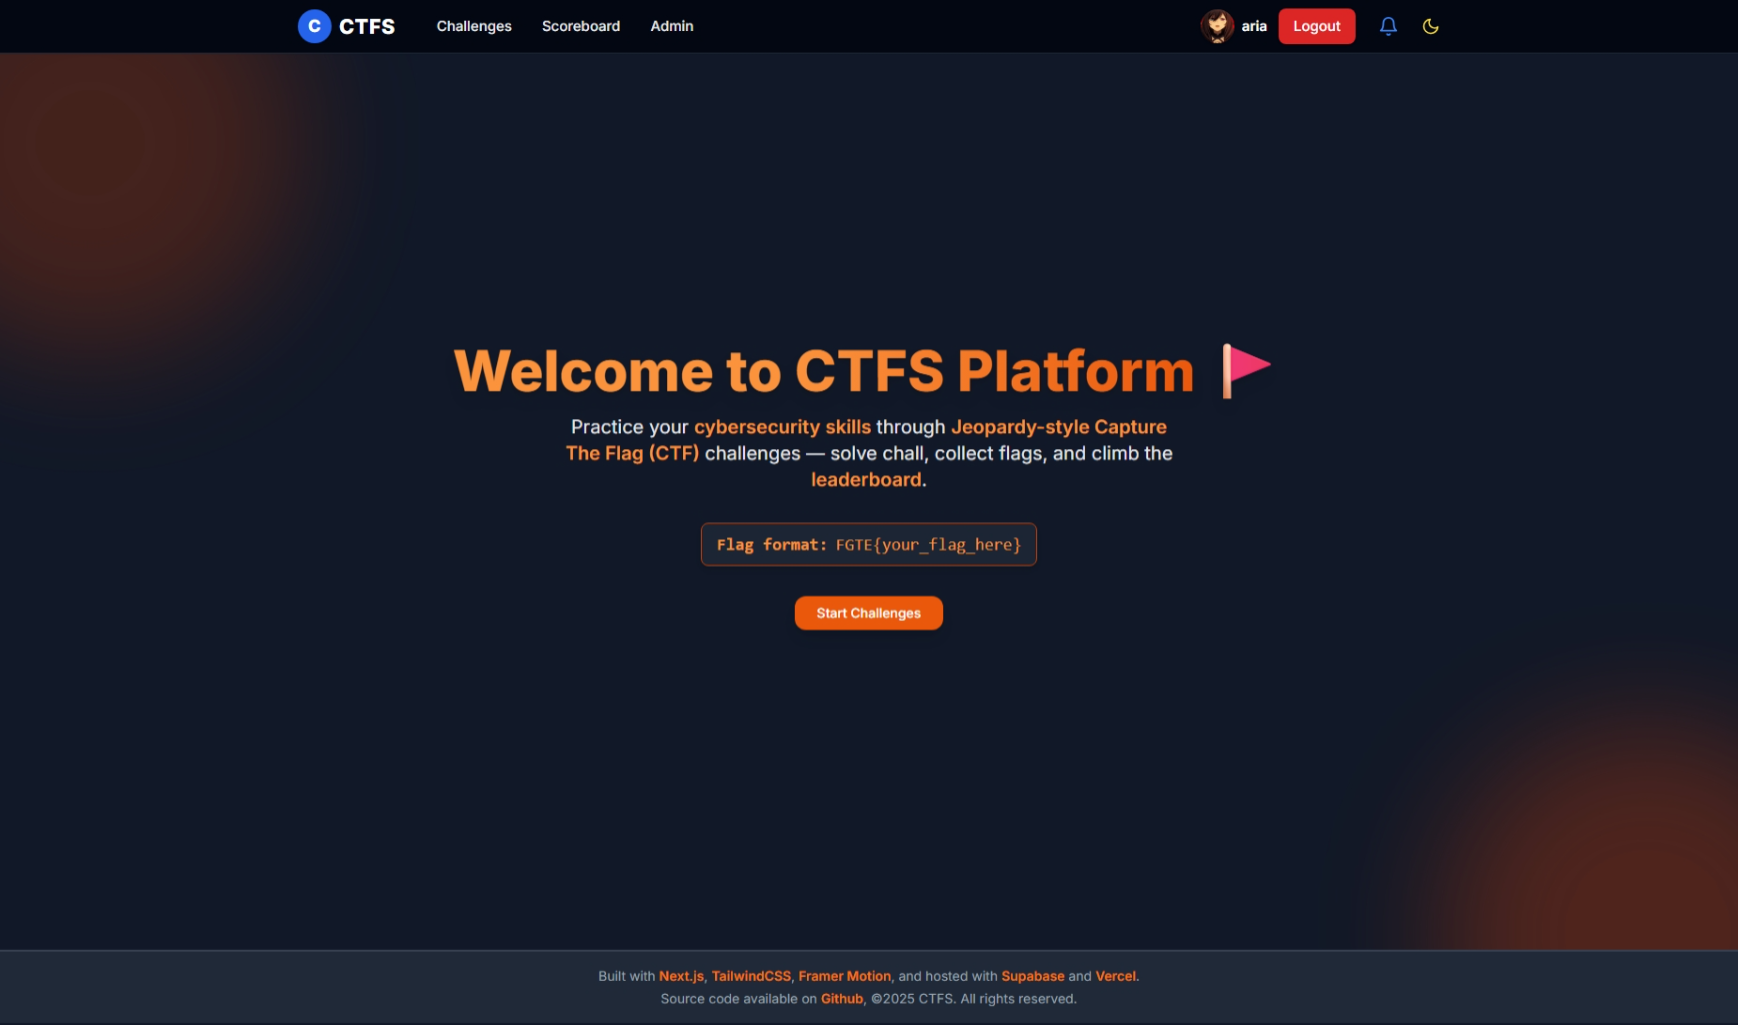 C CTFS Challenges Scoreboard Admin aria Logout
Welcome to CTFS Platform
Practice your cybersecurity skills through Jeopardy-style Capture
The Flag (CTF) challenges — solve chall, collect flags, and climb the
leaderboard.
Flag format: FGTE{your_flag_here}
Start Challenges
Built with Next.js, TailwindCSS, Framer Motion, and hosted with Supabase and Vercel.
Source code available on Github, ©2025 CTFS. All rights reserved.